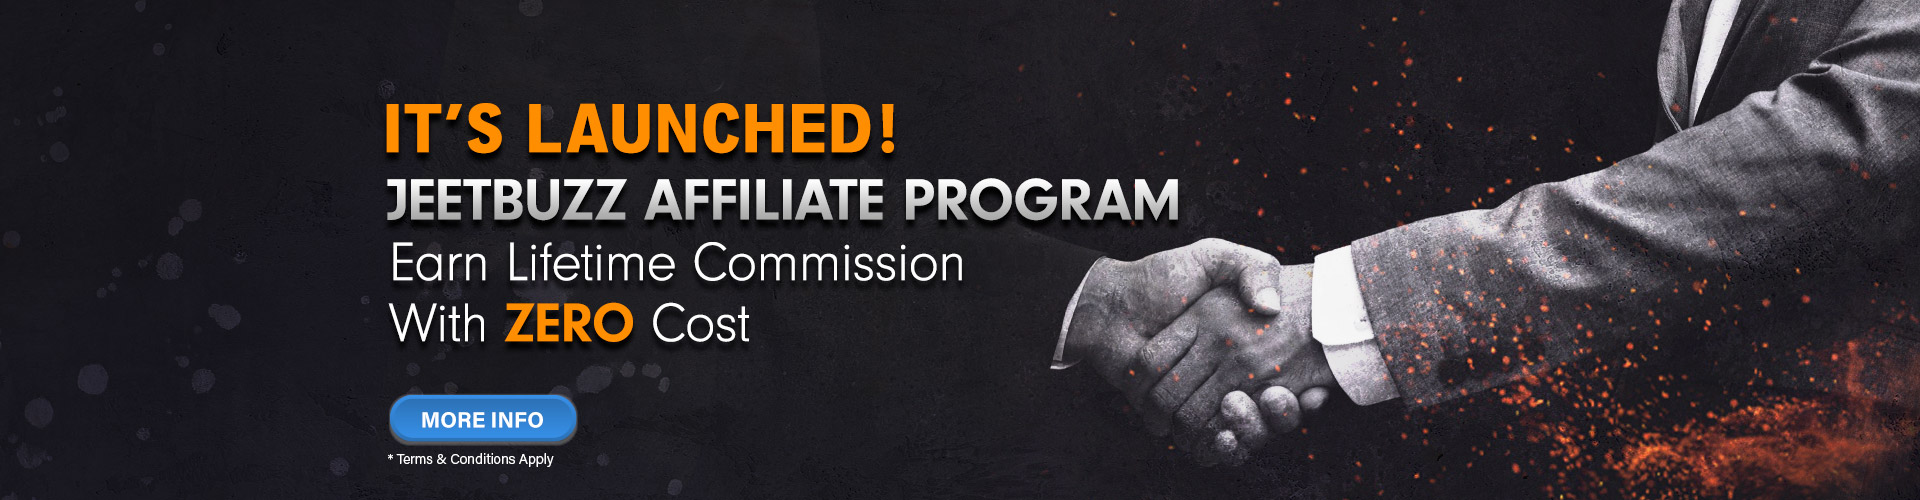 IT’S LAUNCHED!
JEETBUZZ AFFILIATE PROGRAM
Earn Lifetime Commission
With ZERO Cost
MORE INFO
* Terms & Conditions Apply